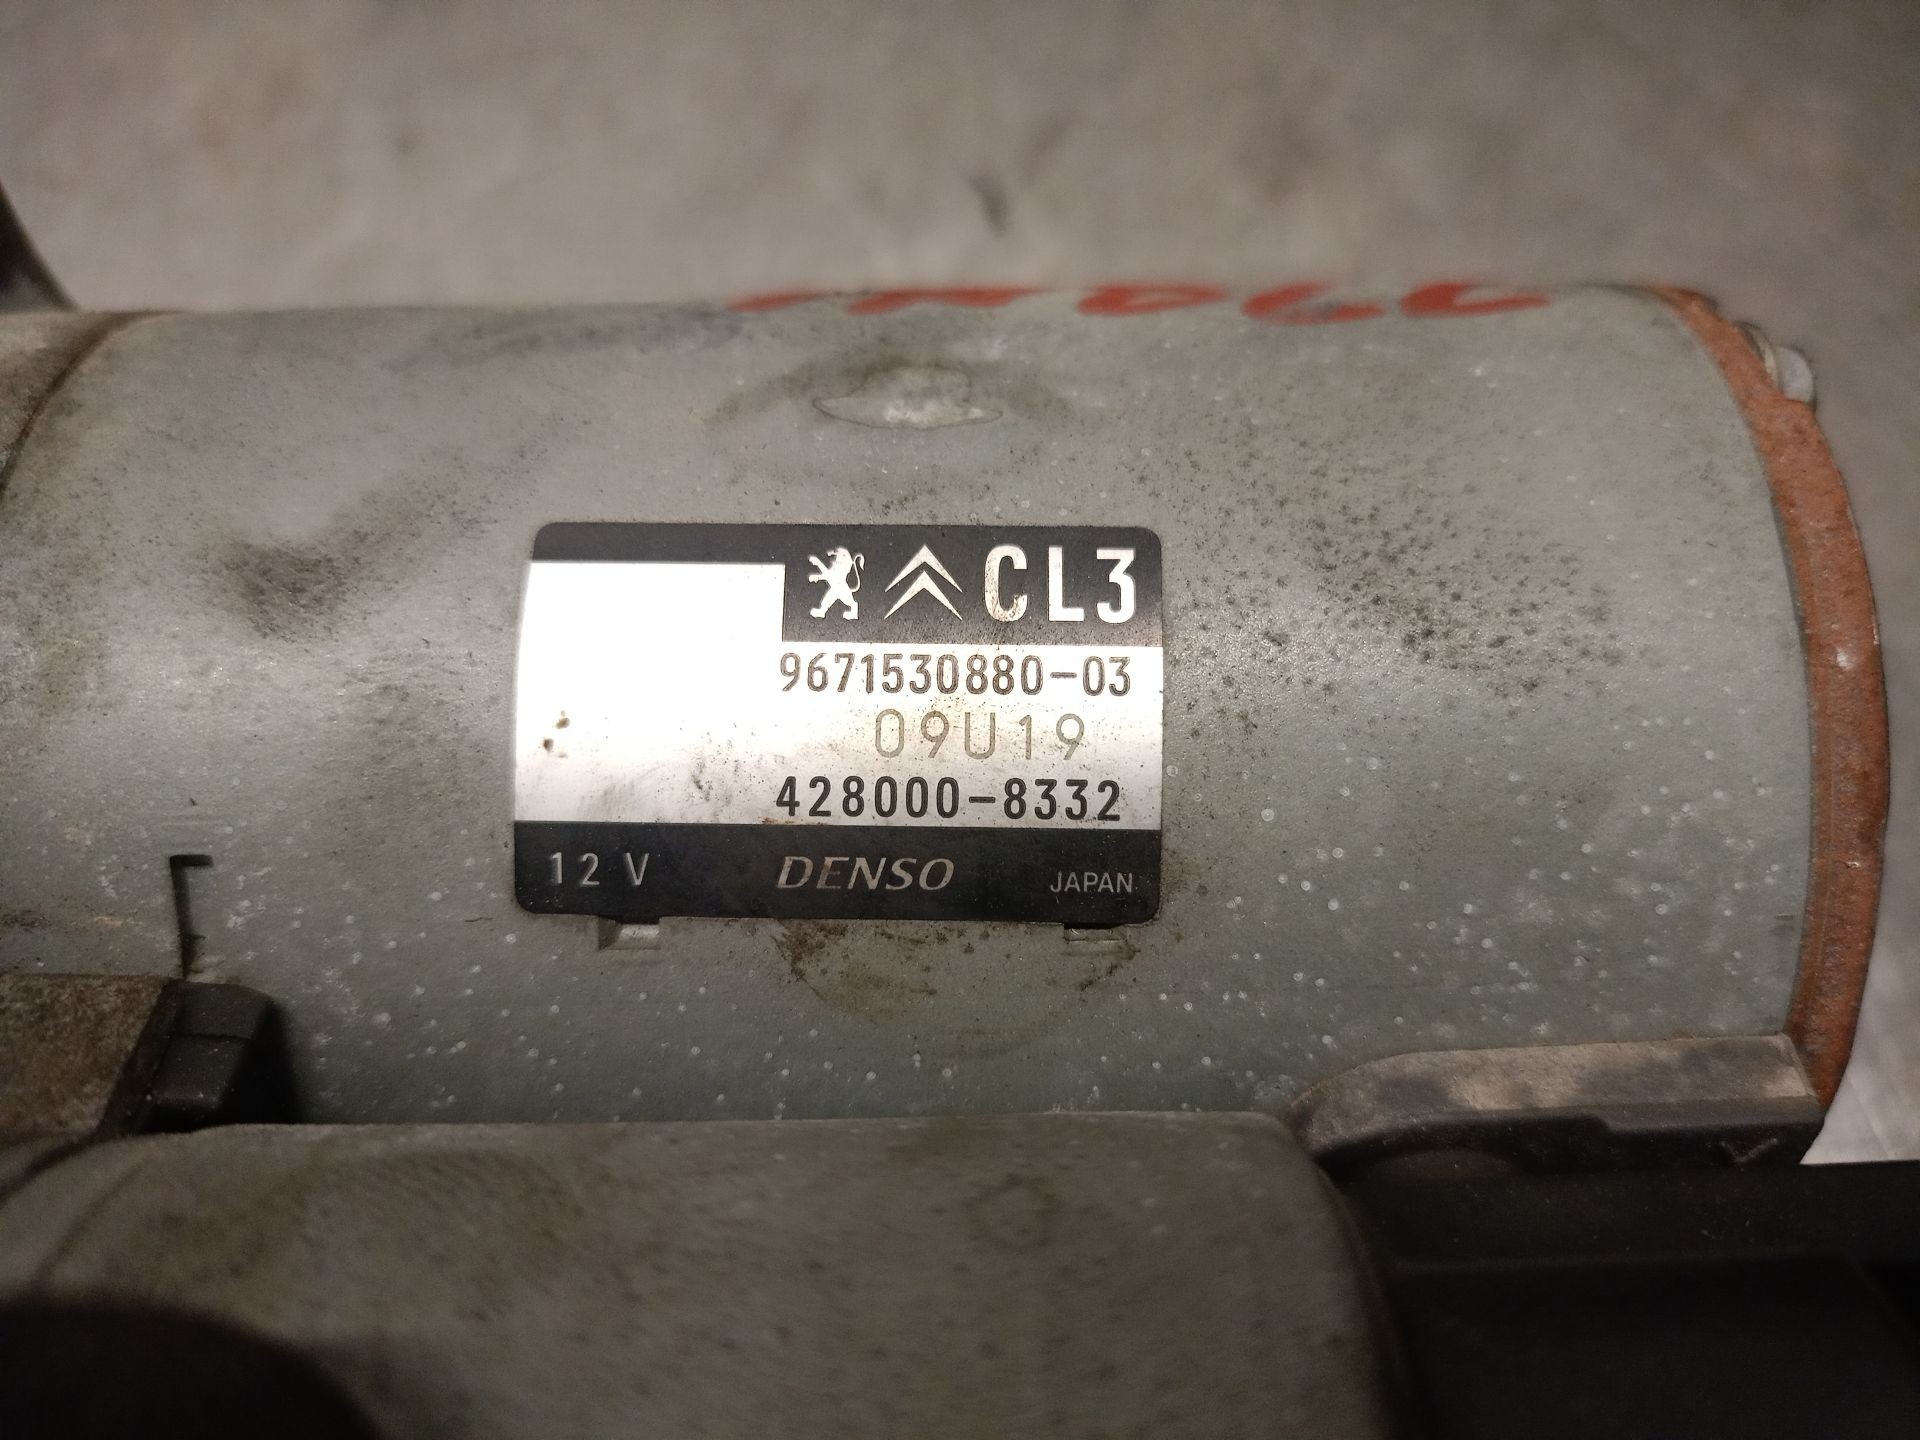 CL3
9671530880-03
09U19
428000-8332
12 V DENSO JAPAN